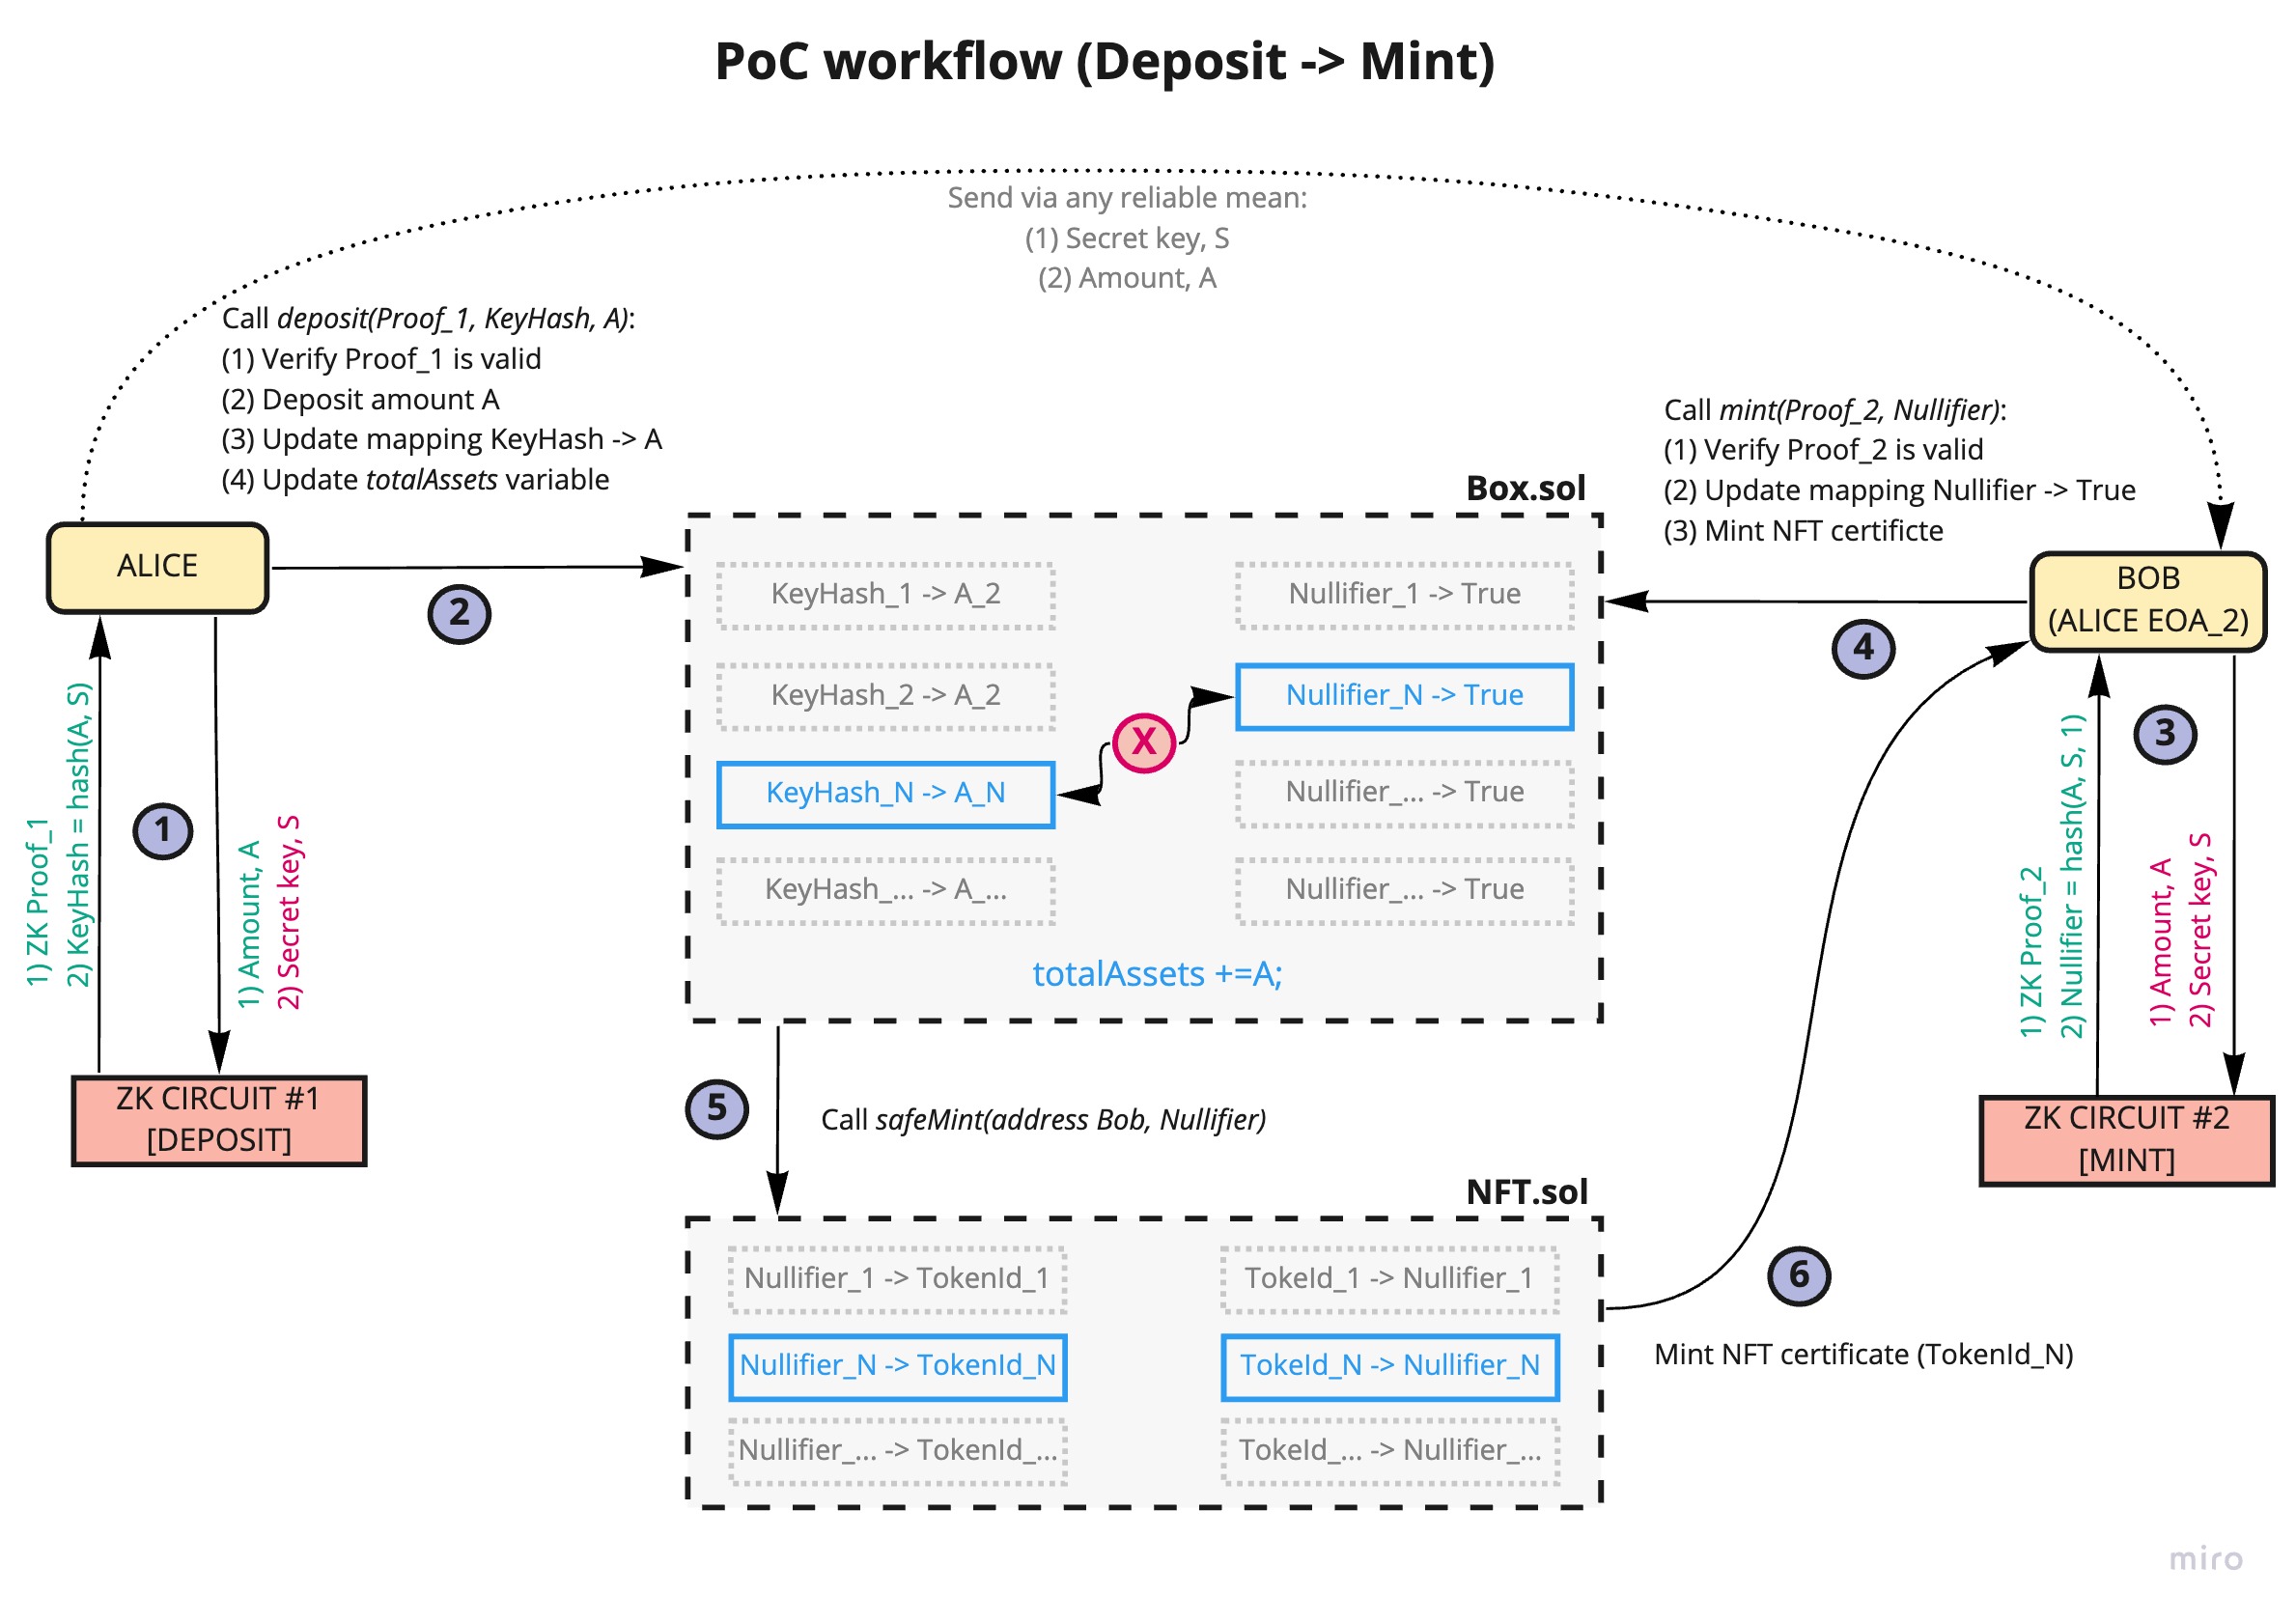 PoC workflow (Deposit -> Mint)
Send via any reliable mean:
(1) Secret key, S
(2) Amount, A
Call deposit(Proof_1, KeyHash, A):
(1) Verify Proof_1 is valid
(2) Deposit amount A
(3) Update mapping KeyHash -> A
(4) Update totalAssets variable
Call mint(Proof_2, Nullifier):
(1) Verify Proof_2 is valid
(2) Update mapping Nullifier -> True
(3) Mint NFT certificte
ALICE
2
1) ZK Proof_1
2) KeyHash = hash(A, S)
1
1) Amount, A
2) Secret key, S
ZK CIRCUIT #1
[DEPOSIT]
Box.sol
KeyHash_1 -> A_2
Nullifier_1 -> True
KeyHash_2 -> A_2
Nullifier_N -> True
X
KeyHash_N -> A_N
Nullifier_... -> True
KeyHash_... -> A_...
Nullifier_... -> True
totalAssets +=A;
BOB
(ALICE EOA_2)
4
3
1) ZK Proof_2
2) Nullifier = hash(A, S, 1)
1) Amount, A
2) Secret key, S
ZK CIRCUIT #2
[MINT]
5
Call safeMint(address Bob, Nullifier)
NFT.sol
Nullifier_1 -> TokenId_1
TokeId_1 -> Nullifier_1
Nullifier_N -> TokenId_N
TokeId_N -> Nullifier_N
Nullifier_... -> TokenId_...
TokeId_... -> Nullifier_...
6
Mint NFT certificate (TokenId_N)
miro